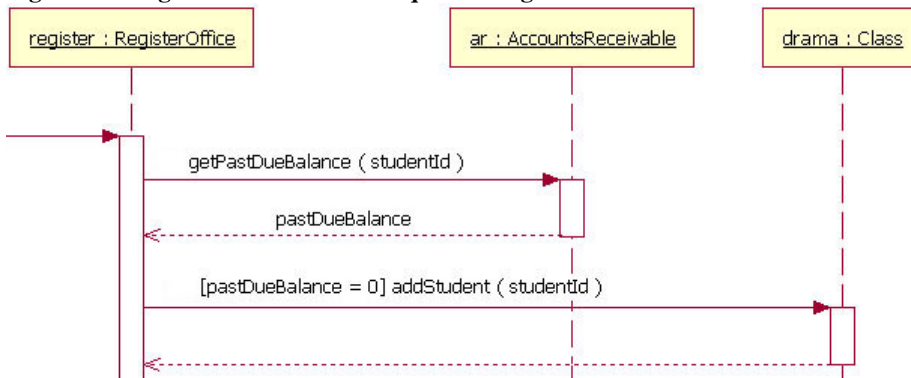 register : RegisterOffice
ar : AccountsReceivable
drama : Class
getPastDueBalance ( studentId )
pastDueBalance
[pastDueBalance = 0] addStudent ( studentId )